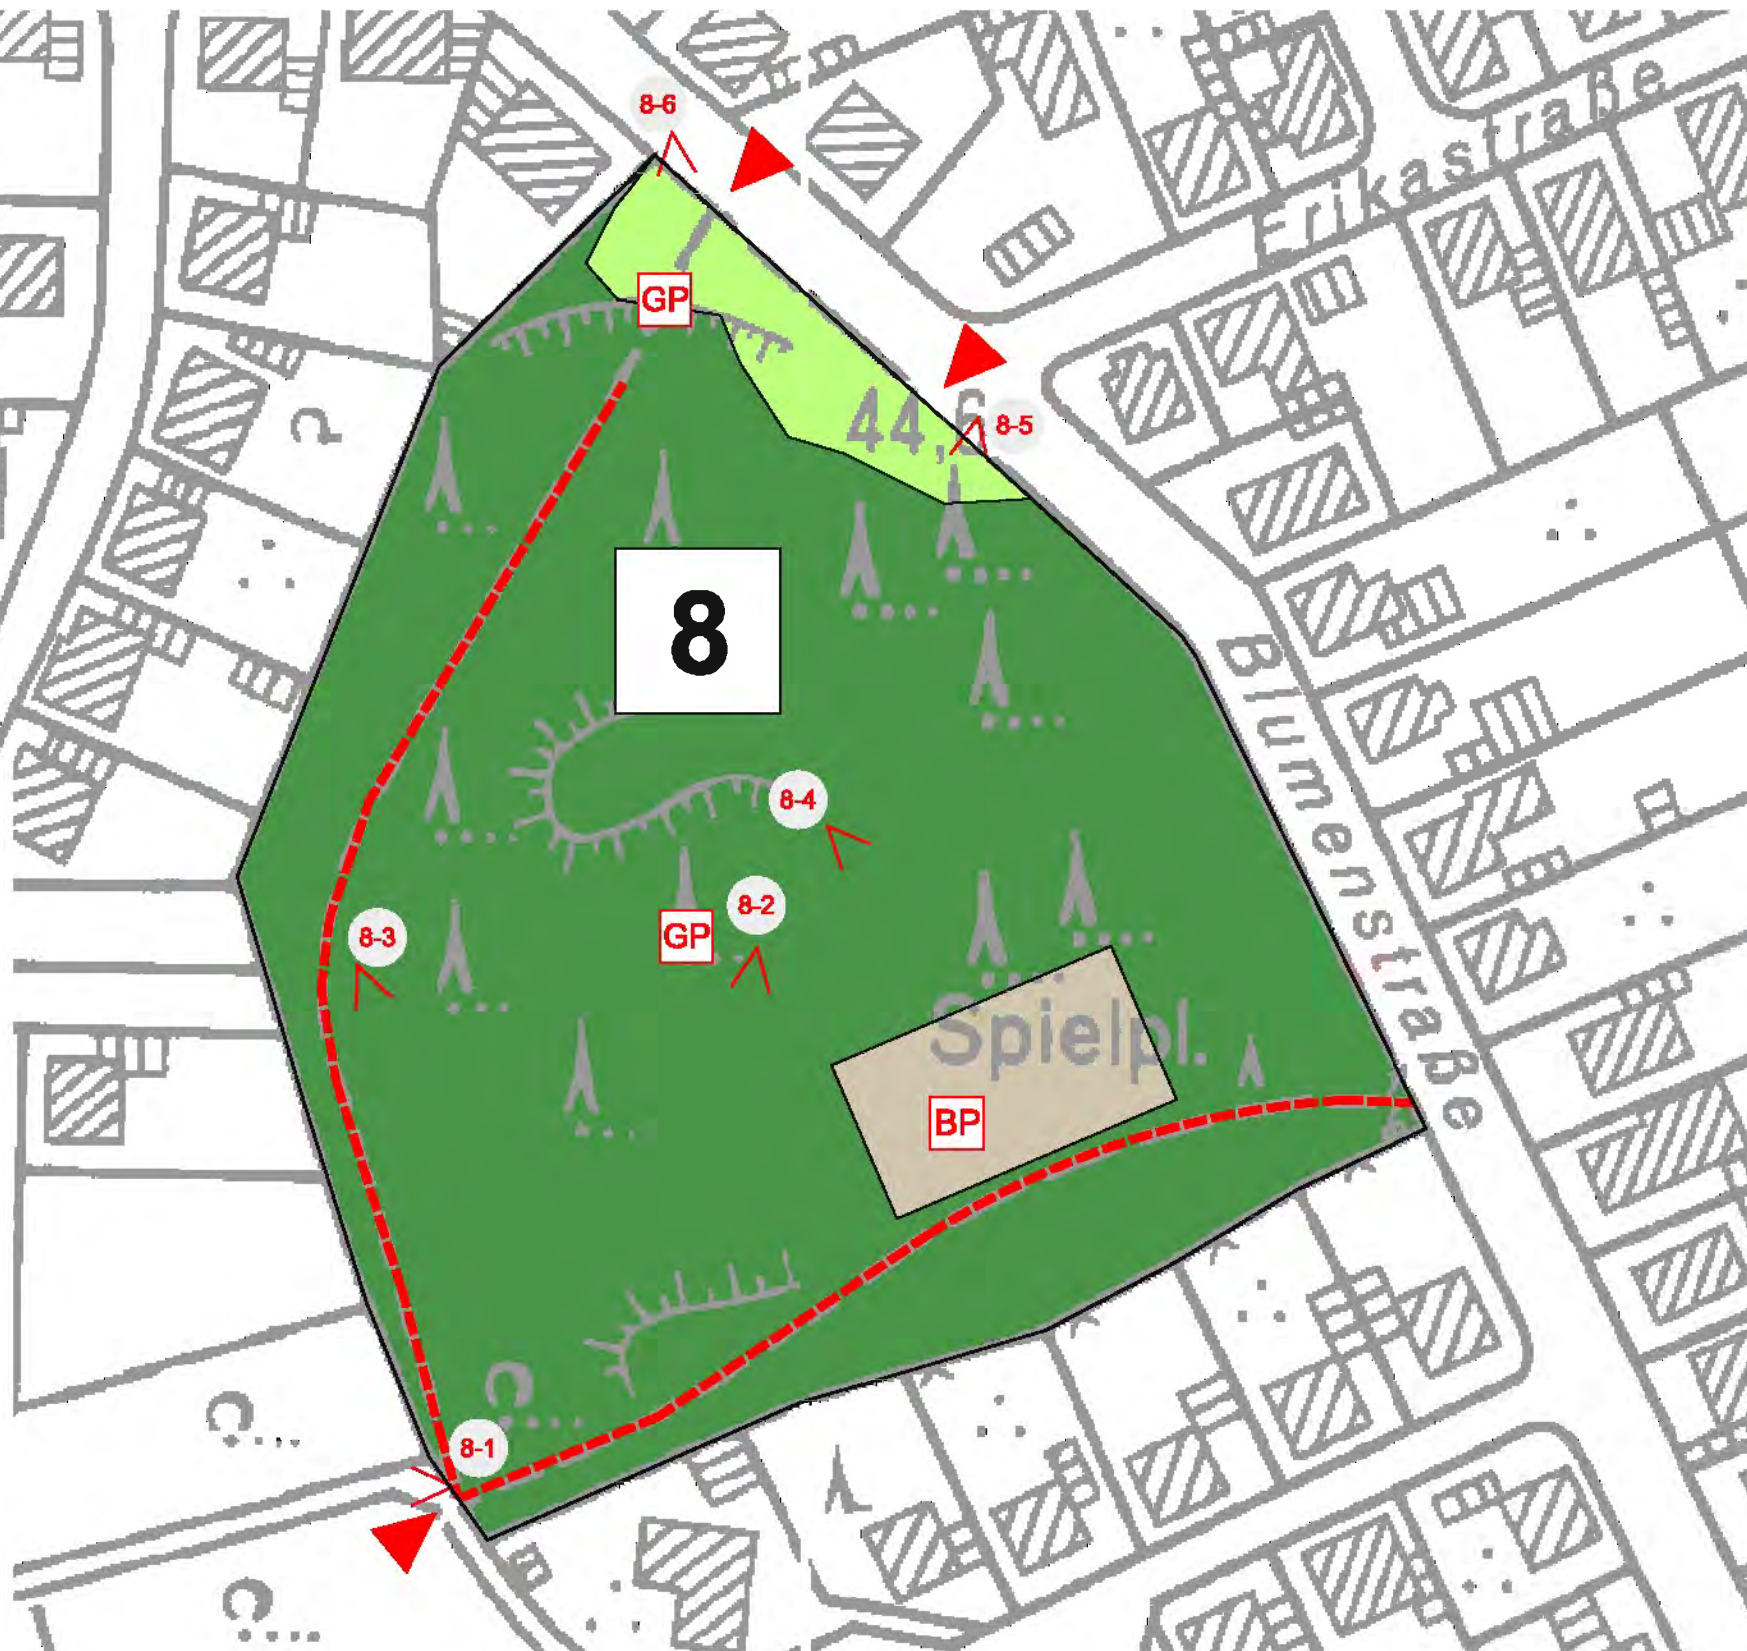 8-6
Erikastraße
GP
44,6
8-5
8
Blumenstraße
8-4
8-2
GP
8-3
Spielpl.
BP
8-1